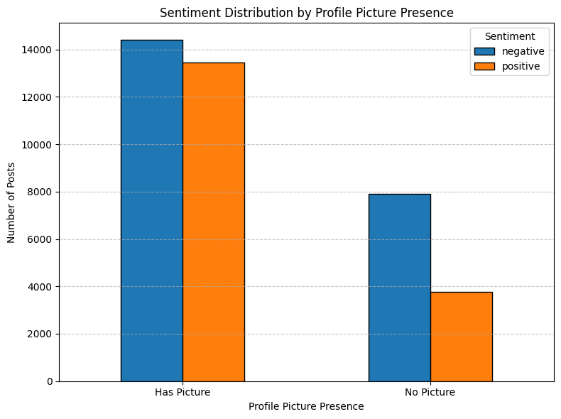 Sentiment Distribution by Profile Picture Presence
Sentiment
negative
positive
Number of Posts
14000
12000
10000
8000
6000
4000
2000
0
Has Picture
No Picture
Profile Picture Presence